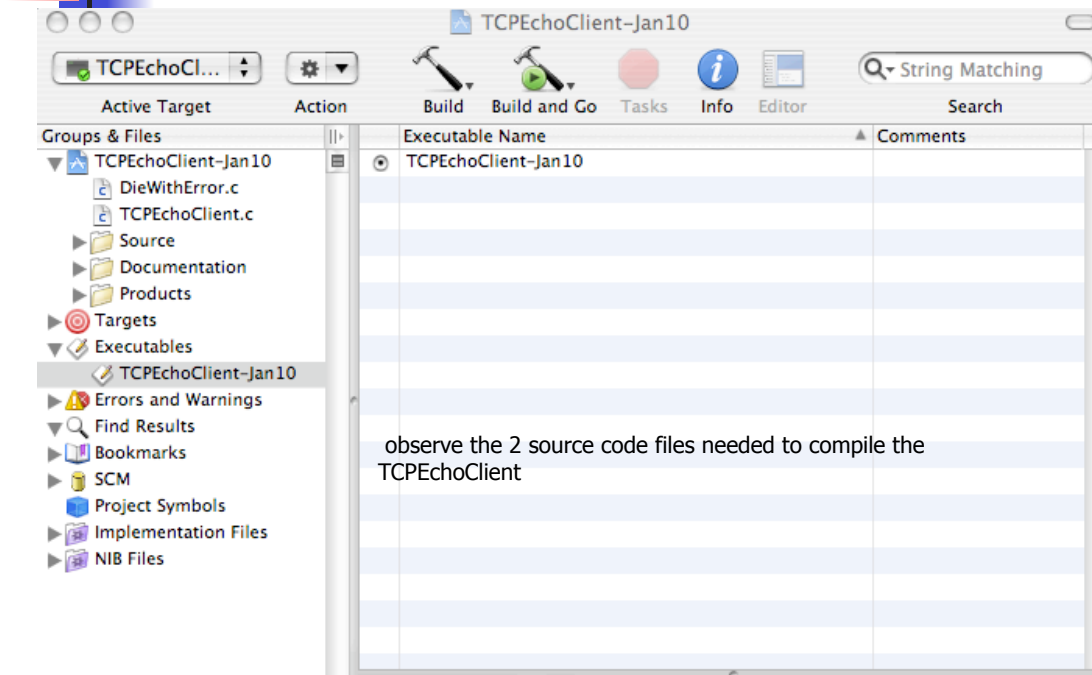 TCPEchoClient-Jan10
TCPEchoCl...
String Matching
Active Target
Action
Build
Build and Go
Tasks
Info
Editor
Search
Groups & Files
Executable Name
Comments
TCPEchoClient-Jan10
TCPEchoClient-Jan10
DieWithError.c
TCPEchoClient.c
Source
Documentation
Products
Targets
Executables
TCPEchoClient-Jan10
Errors and Warnings
Find Results
Bookmarks
SCM
Project Symbols
Implementation Files
NIB Files
observe the 2 source code files needed to compile the
TCPEchoClient